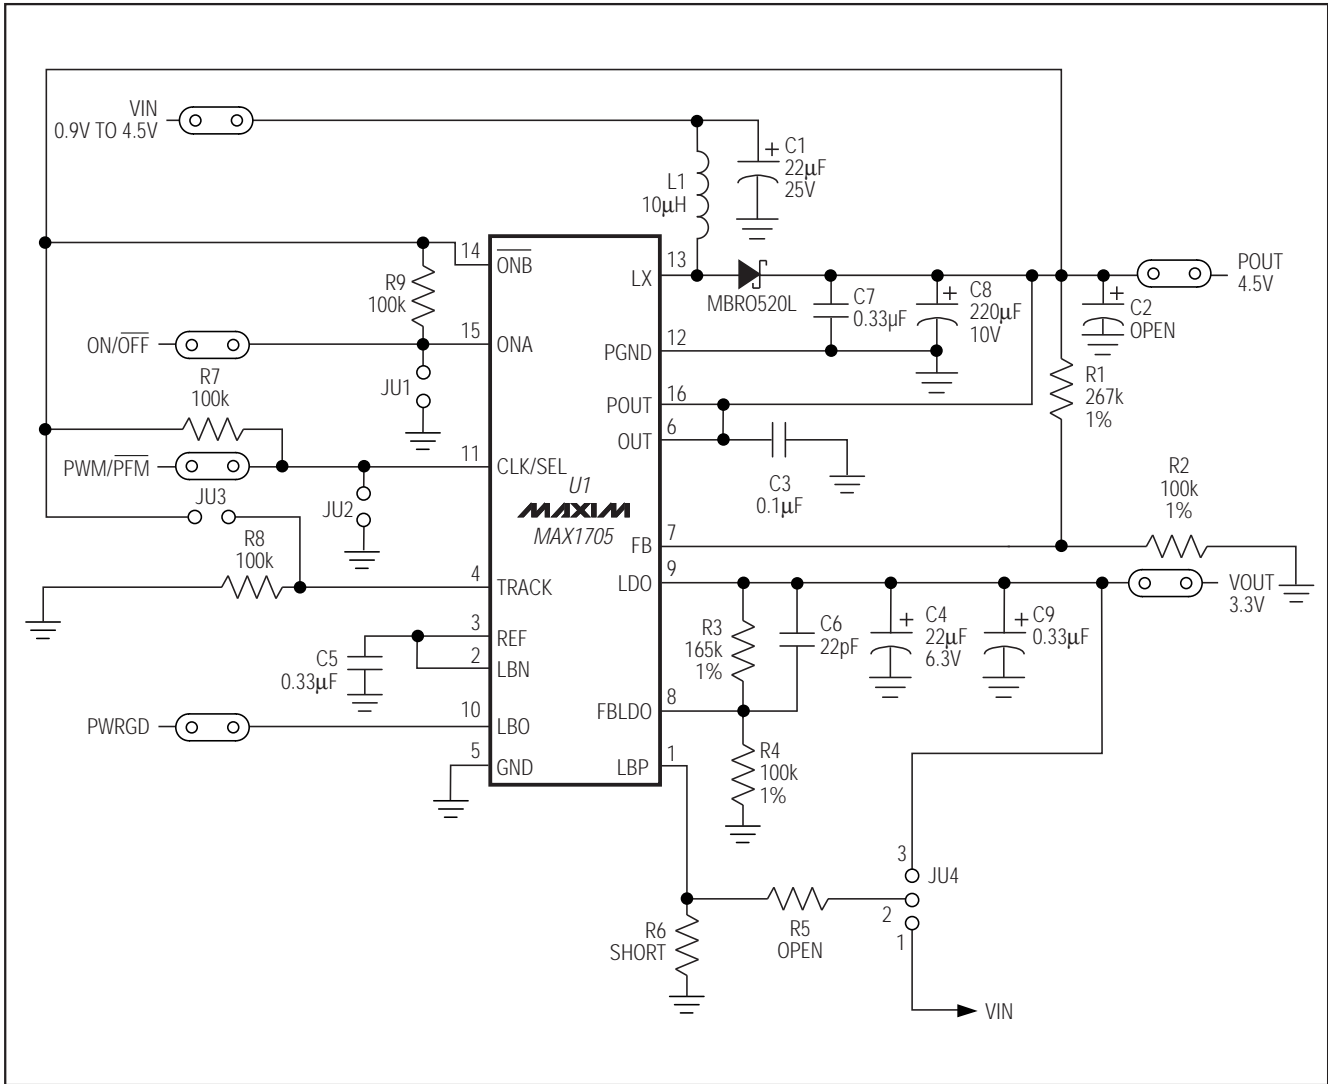 VIN
0.9V TO 4.5V
L1
10μH
+ C1
22μF
25V
14
ONB
R9
100k
13
LX
MBRO520L
C7
0.33μF
+ C8
220μF
10V
+
C2
OPEN
POUT
4.5V
ON/OFF
15
ONA
JU1
12
PGND
R7
100k
16
POUT
6
OUT
C3
0.1μF
R1
267k
1%
PWM/PFM
11
CLK/SEL
JU3
JU2
U1
MAXIM
MAX1705
R2
100k
1%
7
FB
R8
100k
4
TRACK
9
LDO
VOUT
3.3V
3
REF
2
LBN
C5
0.33μF
R3
165k
1%
C6
22pF
+ C4
22μF
6.3V
+ C9
0.33μF
8
FBLDO
PWRGD
10
LBO
5
GND
1
LBP
R4
100k
1%
3
JU4
2
1
R6
SHORT
R5
OPEN
VIN